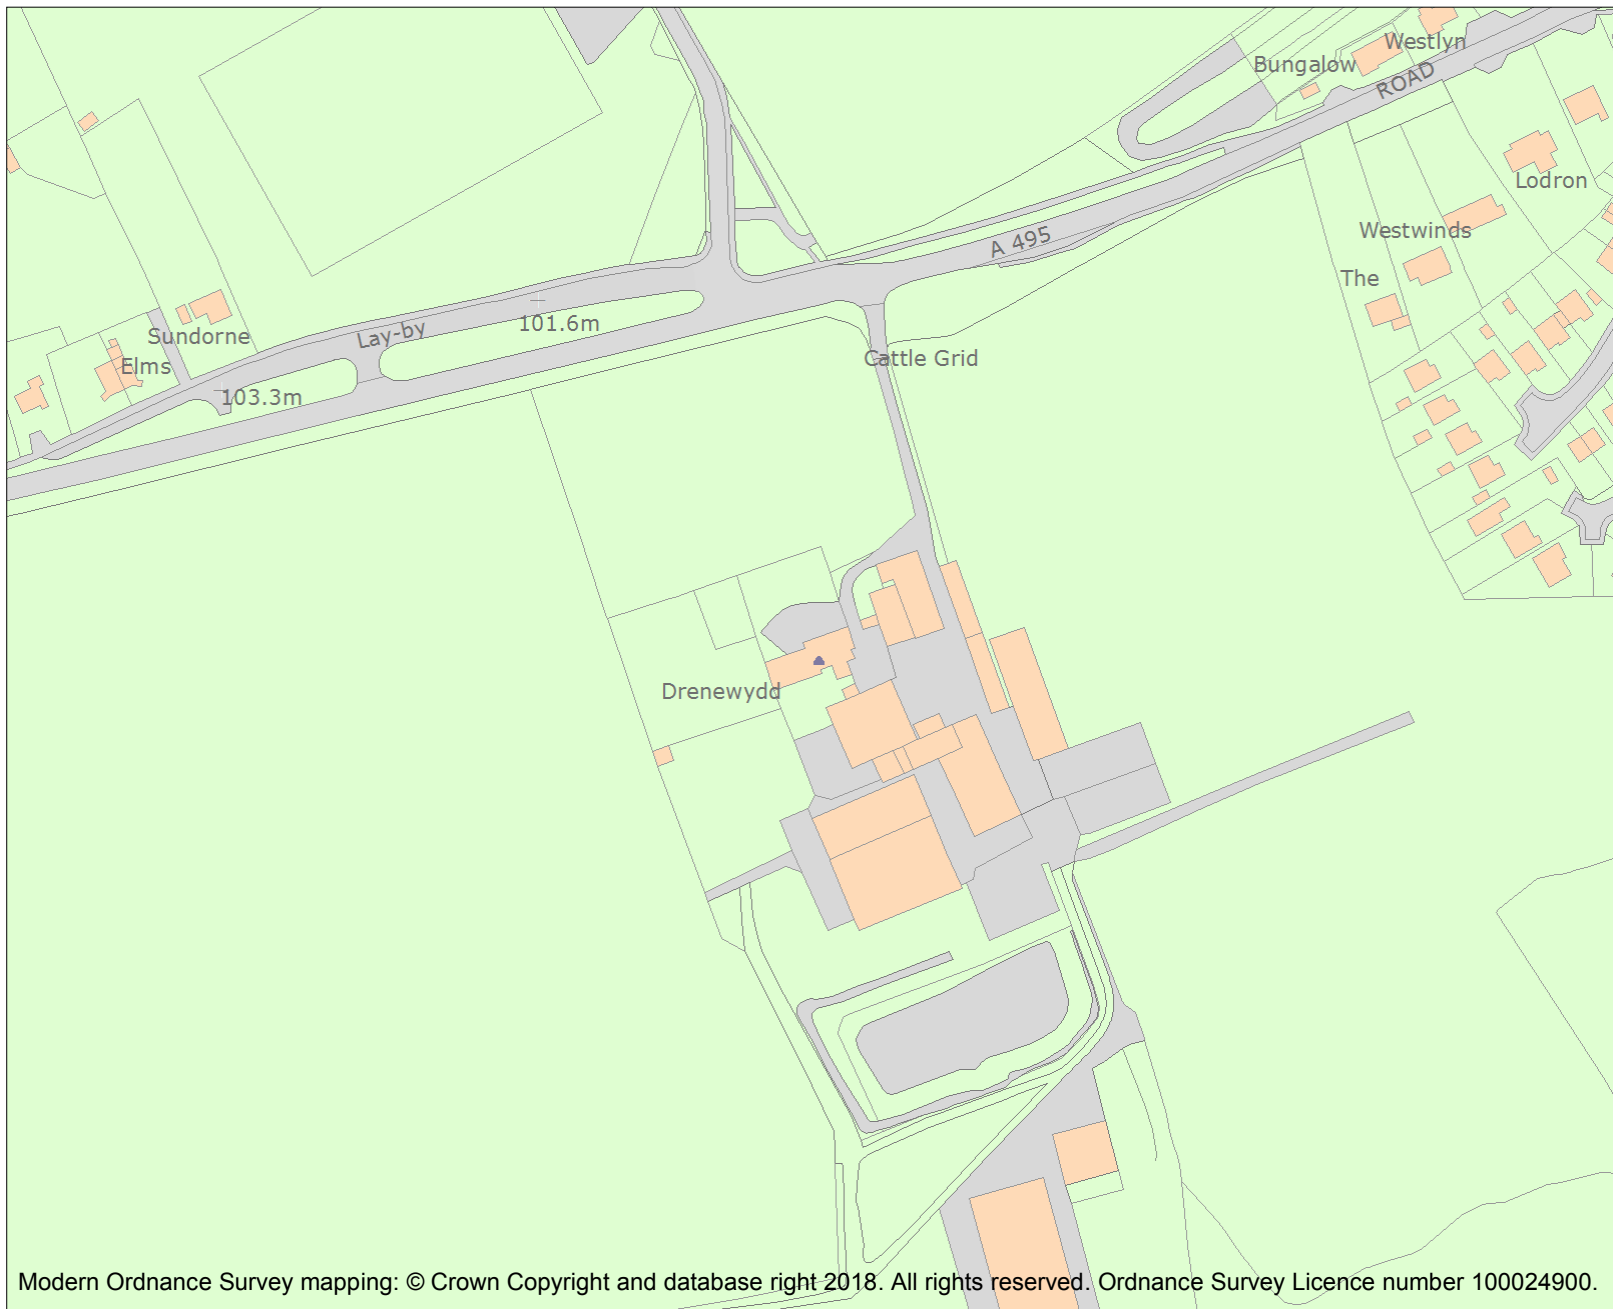 Westlyn
Bungalow
ROAD
Lodron
Westwinds
A 495
The
101.6m
Lay-by
Sundorne
Cattle Grid
Elms
103.3m
Drenewydd
Modern Ordnance Survey mapping: © Crown Copyright and database right 2018. All rights reserved. Ordnance Survey Licence number 100024900.